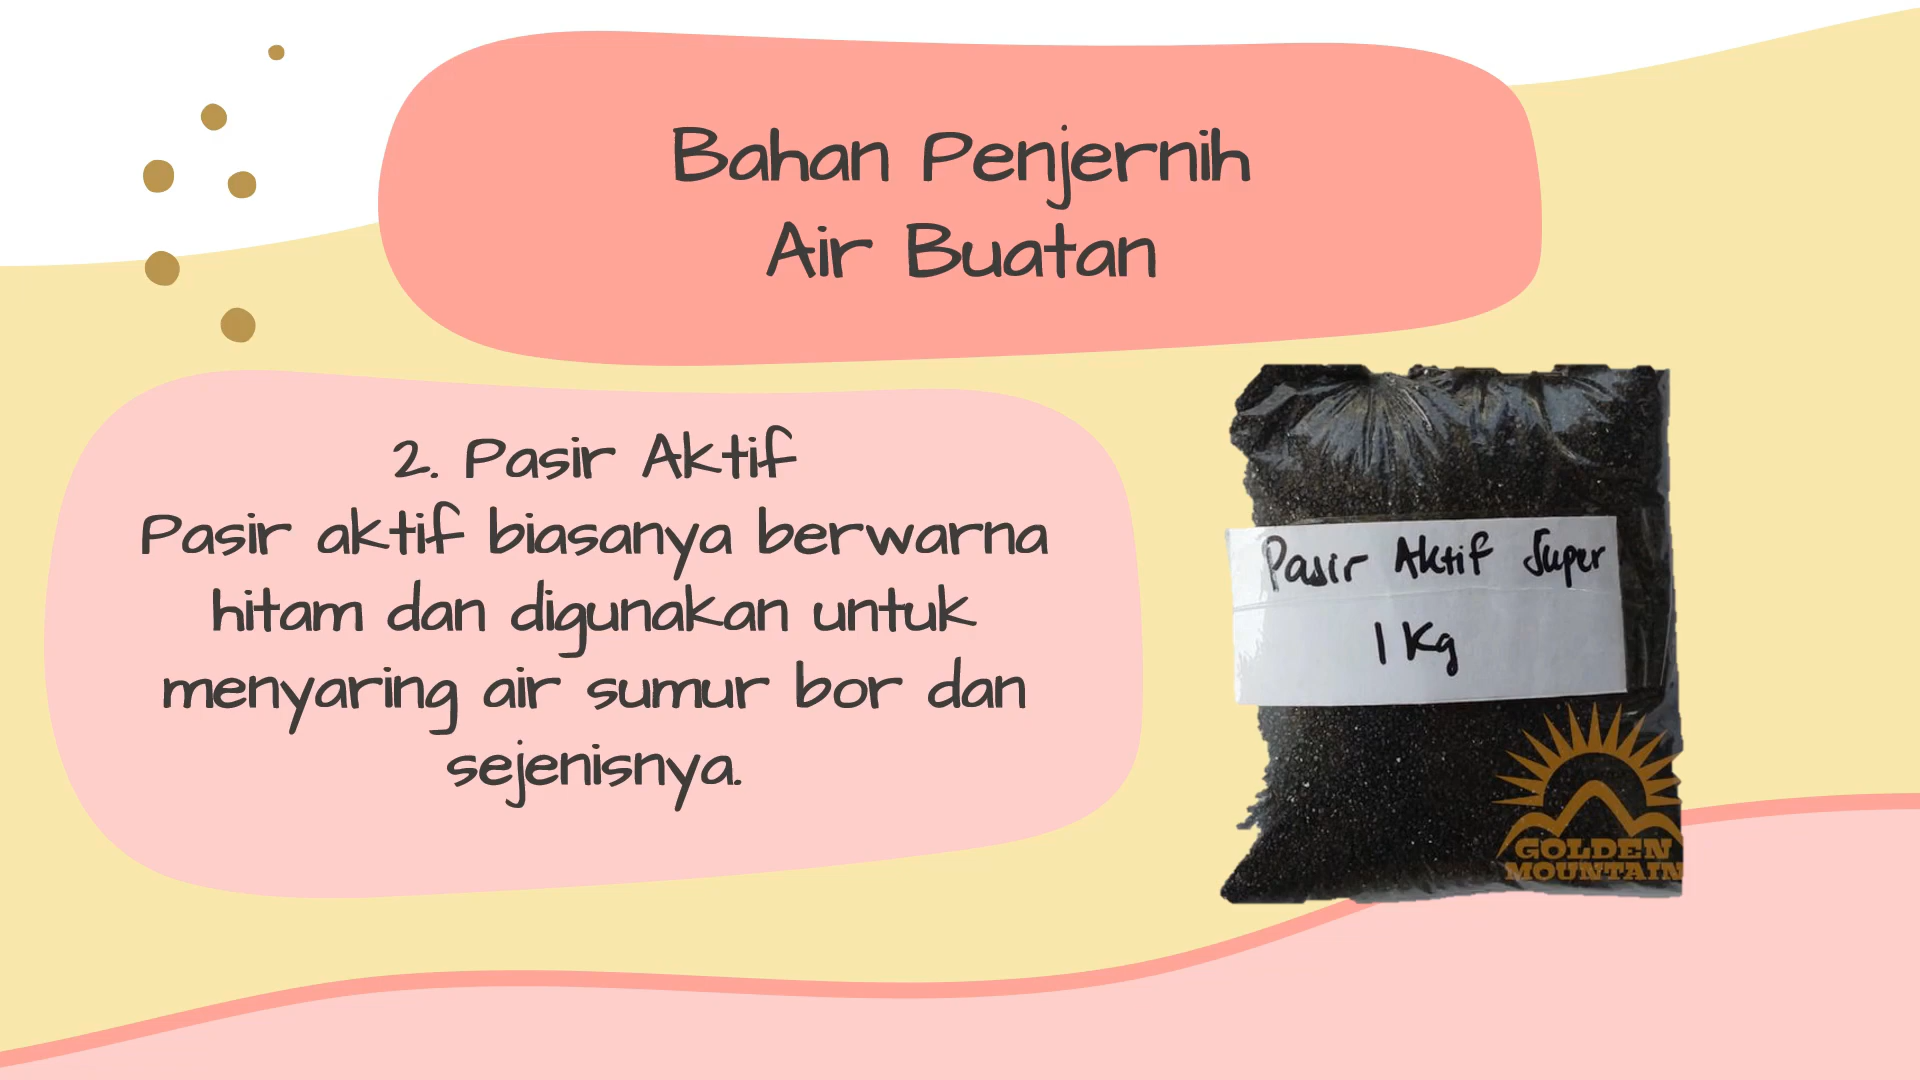 Bahan Penjernih
Air Buatan
2. Pasir Aktif
Pasir aktif biasanya berwarna
hitam dan digunakan untuk
menyaring air sumur bor dan
sejenisnya.
Pasir Aktif Super
1 Kg
GOLDEN
MOUNTAIN